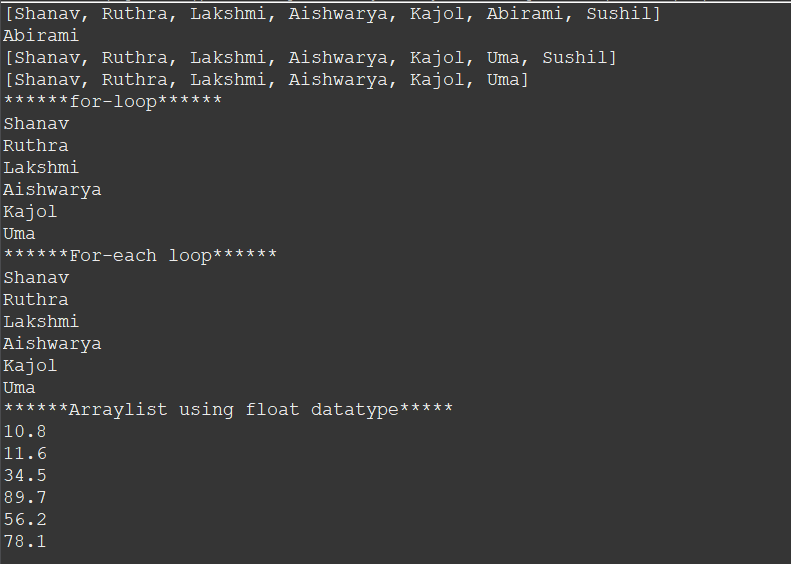 [Shanav, Ruthra, Lakshmi, Aishwarya, Kajol, Abirami, Sushil]
Abirami
[Shanav, Ruthra, Lakshmi, Aishwarya, Kajol, Uma, Sushil]
[Shanav, Ruthra, Lakshmi, Aishwarya, Kajol, Uma]
******for-loop******
Shanav
Ruthra
Lakshmi
Aishwarya
Kajol
Uma
******For-each loop******
Shanav
Ruthra
Lakshmi
Aishwarya
Kajol
Uma
******Arraylist using float datatype*****
10.8
11.6
34.5
89.7
56.2
78.1